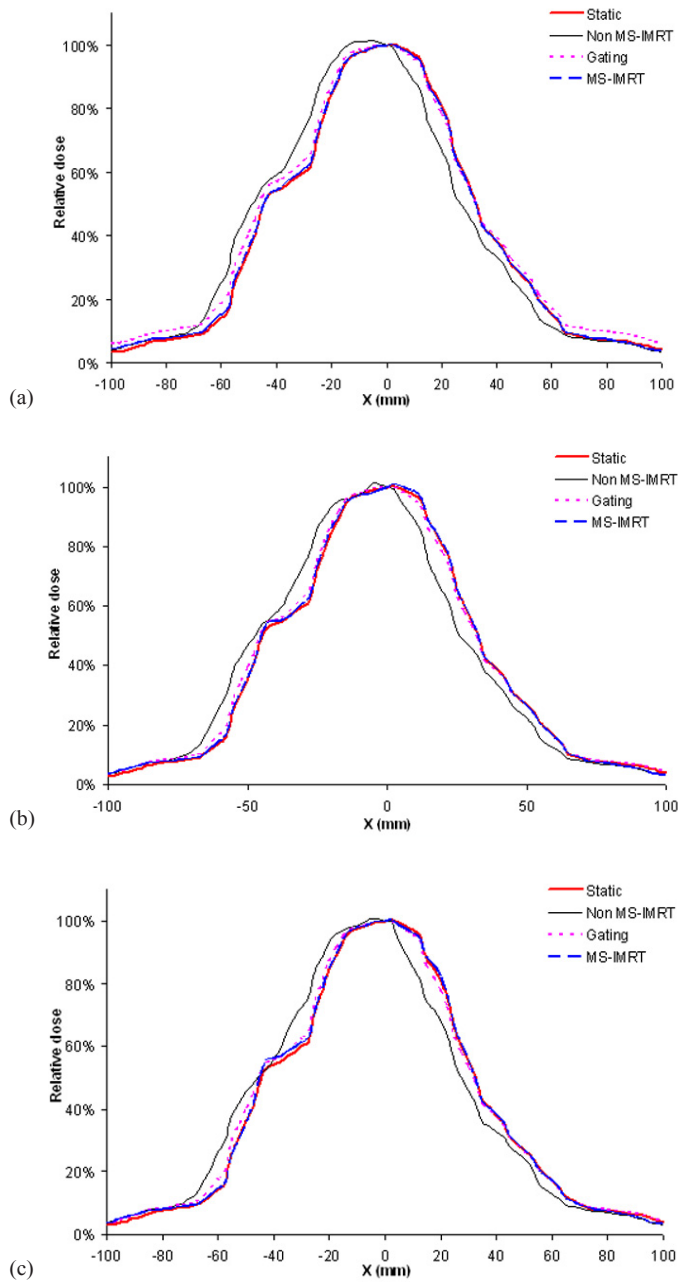 Static
Non MS-IMRT
Gating
MS-IMRT
100%
80%
60%
40%
20%
0%
Relative dose
-100 -80 -60 -40 -20 0 20 40 60 80 100
X (mm)
(a)
Static
Non MS-IMRT
Gating
MS-IMRT
100%
80%
60%
40%
20%
0%
Relative dose
-100 -50 0 50 100
X (mm)
(b)
Static
Non MS-IMRT
Gating
MS-IMRT
100%
80%
60%
40%
20%
0%
Relative dose
-100 -80 -60 -40 -20 0 20 40 60 80 100
X (mm)
(c)